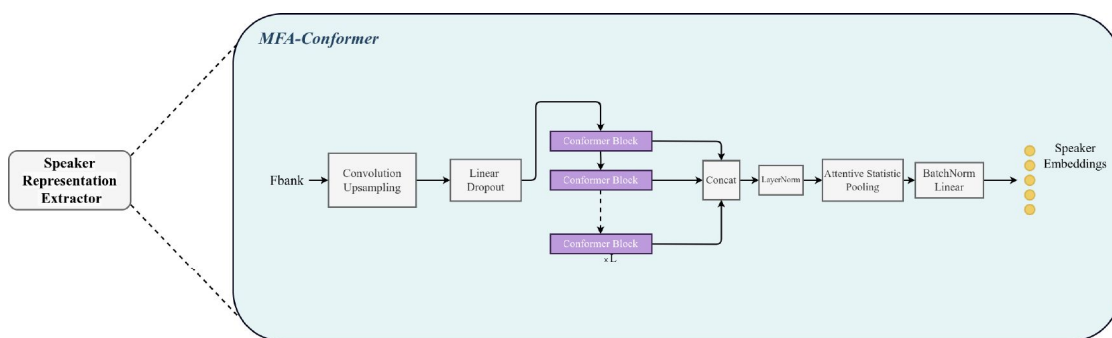 MFA-Conformer
Speaker
Representation
Extractor
Fbank
Convolution
Upsampling
Linear
Dropout
Conformer Block
Conformer Block
Conformer Block
×L
Concat
LayerNorm
Attentive Statistic
Pooling
BatchNorm
Linear
Speaker
Embeddings